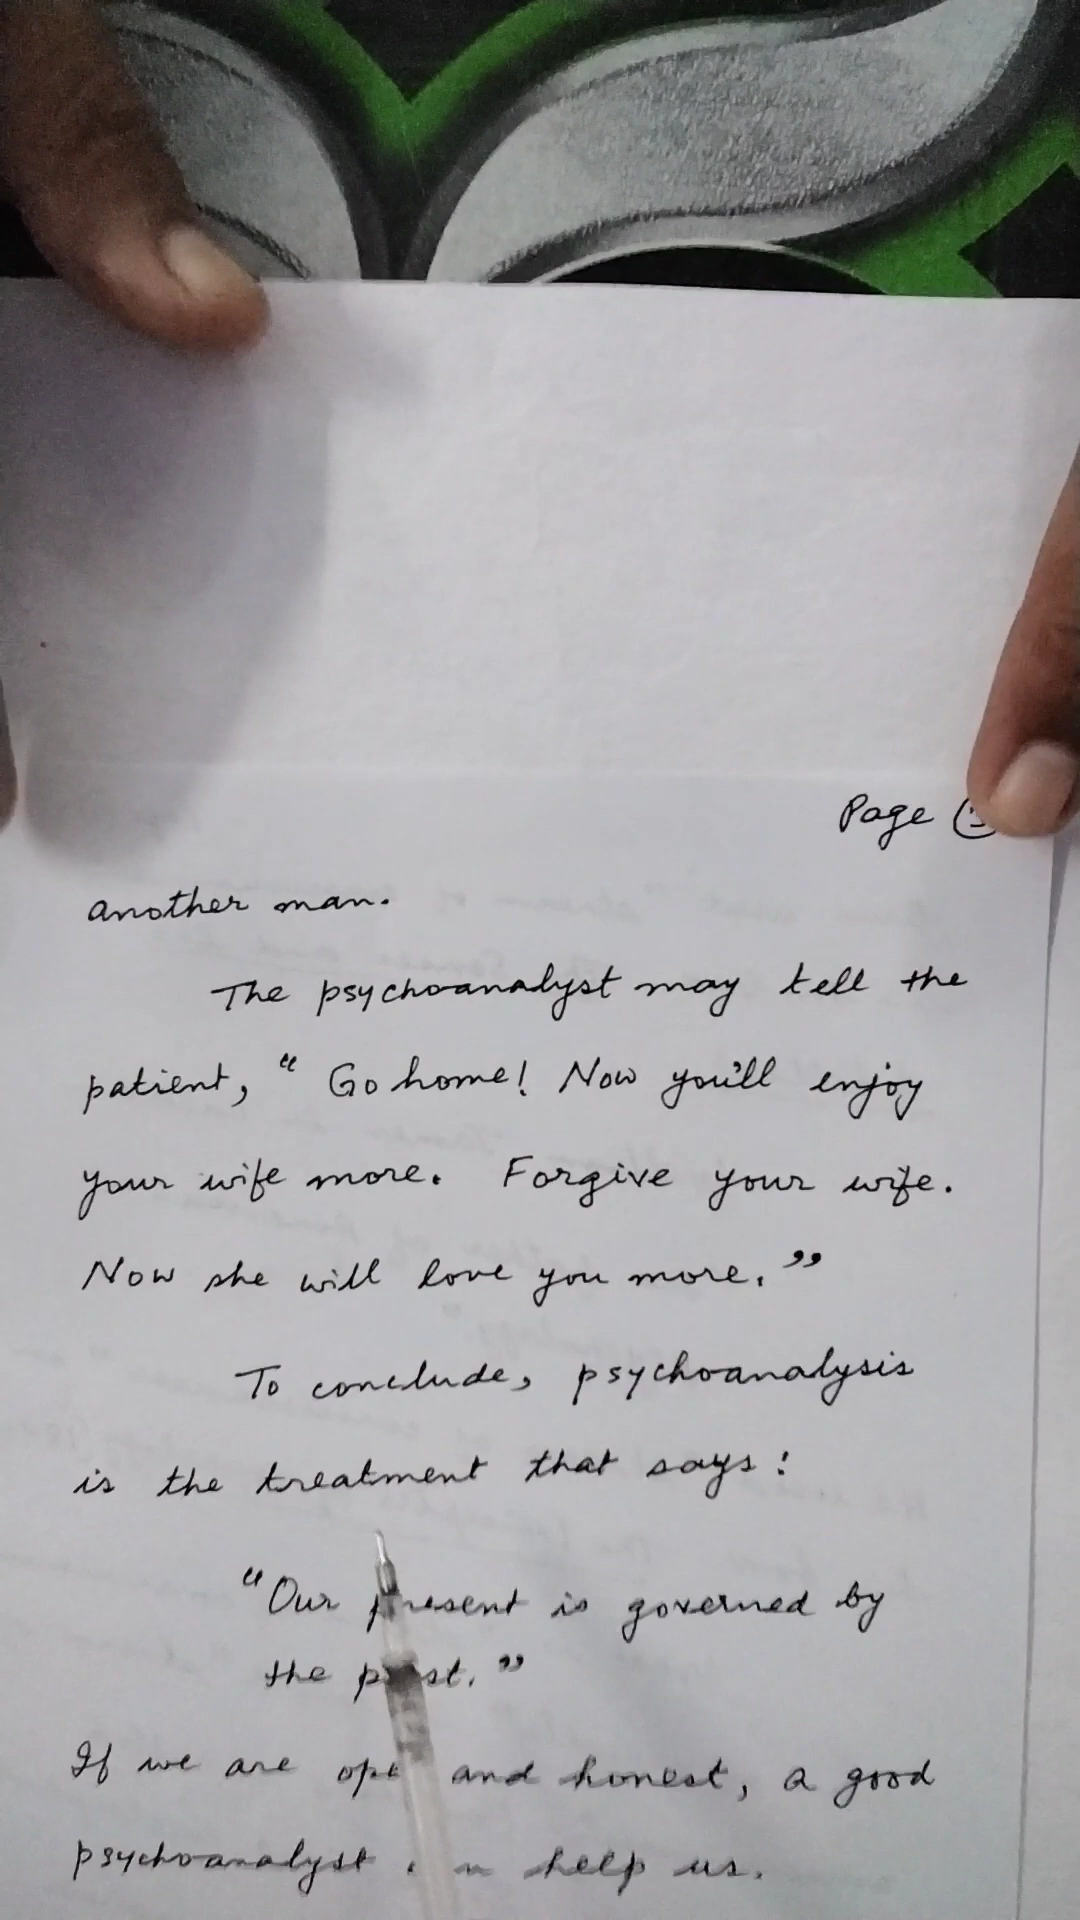 Page
another man.
The psychoanalyst may tell the
patient, "Go home! Now you'll enjoy
your wife more. Forgive your wife.
Now she will love you more."
To conclude, psychoanalysis
is the treatment that says:
"Our present is governed by
the past."
If we are and honest, a good
psychoanalyst help us.